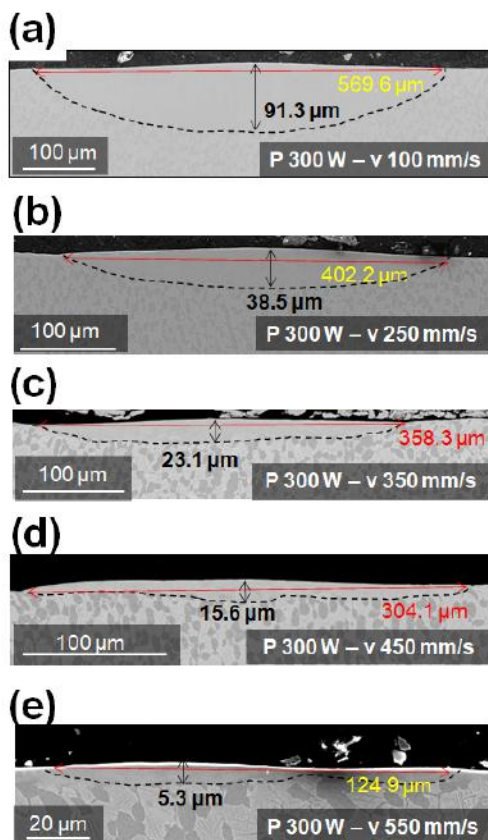 (a)
569.6 µm
91.3 µm
100 µm
P 300 W – v 100 mm/s
(b)
402.2 µm
38.5 µm
100 µm
P 300 W – v 250 mm/s
(c)
358.3 µm
23.1 µm
100 µm
P 300 W – v 350 mm/s
(d)
15.6 µm
304.1 µm
100 µm
P 300 W – v 450 mm/s
(e)
124.9 µm
5.3 µm
20 µm
P 300 W – v 550 mm/s